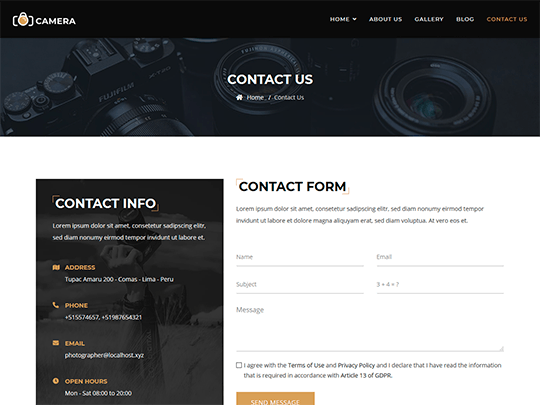 CAMERA
HOME
ABOUT US
GALLERY
BLOG
CONTACT US
FUJIFILM
CONTACT US
Home / Contact Us
CONTACT INFO
Lorem ipsum dolor sit amet, consetetur sadipscing elitr,
sed diam nonumy eirmod tempor invidunt ut labore et.
ADDRESS
Tupac Amaru 200 - Comas - Lima - Peru
PHONE
+515574657, +51987654321
EMAIL
photographer@localhost.xyz
OPEN HOURS
Mon - Sat 08:00 to 20:00
CONTACT FORM
Lorem ipsum dolor sit amet, consetetur sadipscing elitr, sed diam nonumy eirmod tempor
invidunt ut labore et dolore magna aliquyam erat, sed diam voluptua. At vero eos et.
Name
Email
Subject
3 + 4 = ?
Message
I agree with the Terms of Use and Privacy Policy and I declare that I have read the information
that is required in accordance with Article 13 of GDPR.
SEND MESSAGE